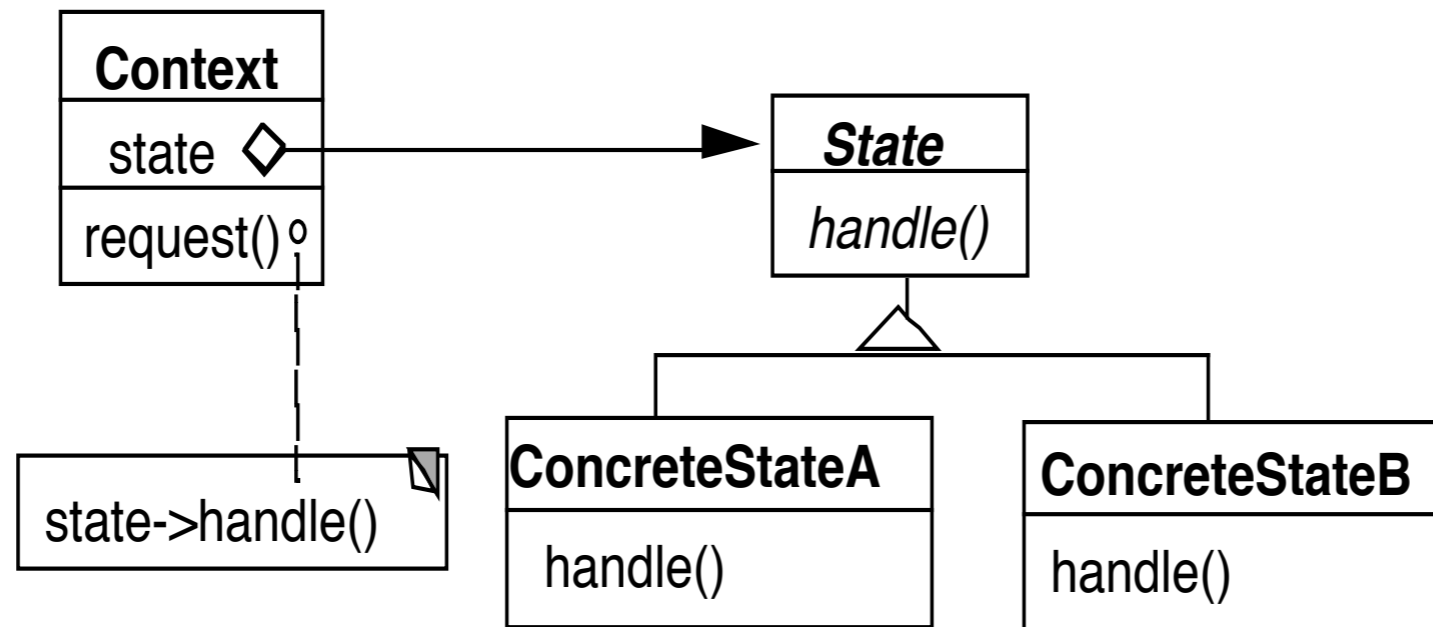 Context
state
request()
State
handle()
state->handle()
ConcreteStateA
handle()
ConcreteStateB
handle()